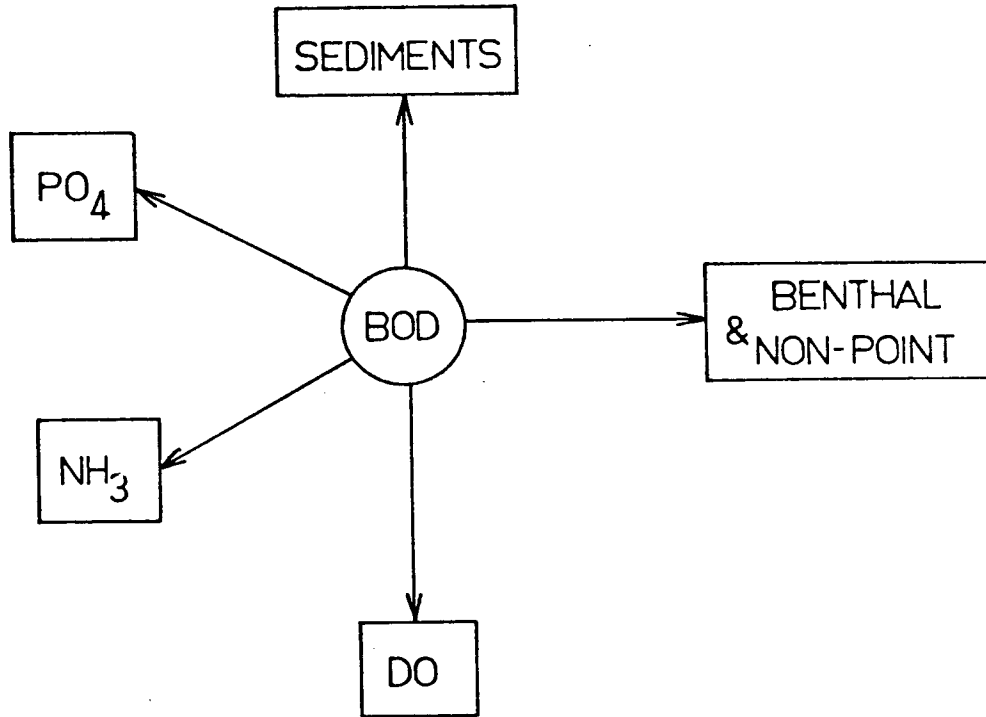 SEDIMENTS
PO4
BOD
BENTHAL
& NON-POINT
NH3
DO